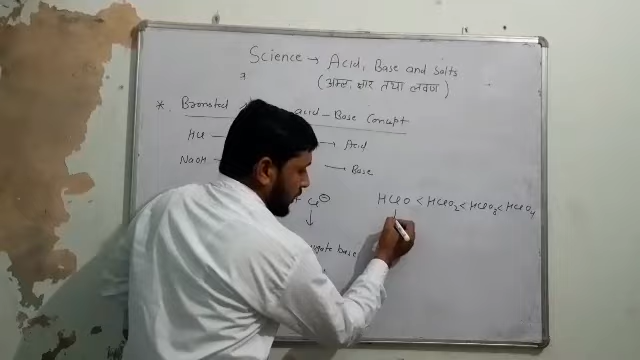 Science → Acid, Base and salts
(अम्ल, क्षार तथा लवण)
* Bronsted acid - Base Concept
HCl → Acid
NaOH → Base
+ Cl⊖
↓
HClO < HClO2 < HClO3 < HClO4
base